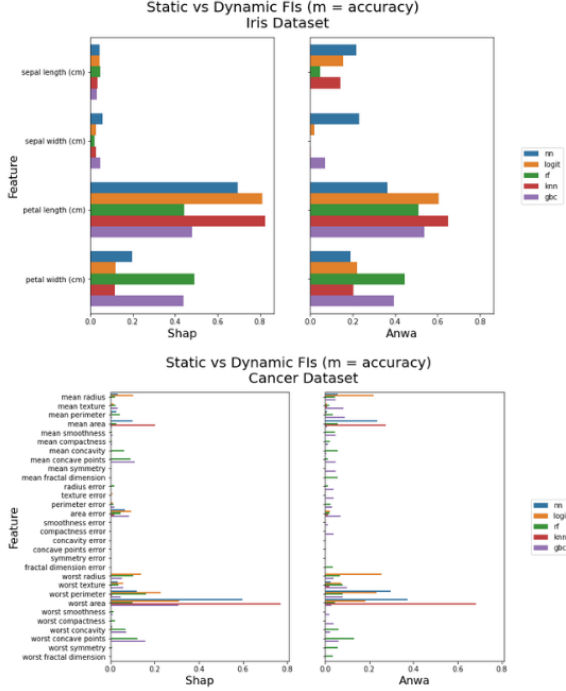 Static vs Dynamic FIs (m = accuracy)
Iris Dataset
Feature
sepal length (cm)
sepal width (cm)
petal length (cm)
petal width (cm)
0.0 0.2 0.4 0.6 0.8
Shap
0.0 0.2 0.4 0.6 0.8
Anwa
nn
logit
rf
knn
gbc
Static vs Dynamic FIs (m = accuracy)
Cancer Dataset
Feature
mean radius
mean texture
mean perimeter
mean area
mean smoothness
mean compactness
mean concavity
mean concave points
mean symmetry
mean fractal dimension
radius error
texture error
perimeter error
area error
smoothness error
compactness error
concavity error
concave points error
symmetry error
fractal dimension error
worst radius
worst texture
worst perimeter
worst area
worst smoothness
worst compactness
worst concavity
worst concave points
worst symmetry
worst fractal dimension
0.0 0.2 0.4 0.6 0.8
Shap
0.0 0.2 0.4 0.6 0.8
Anwa
nn
logit
rf
knn
gbc